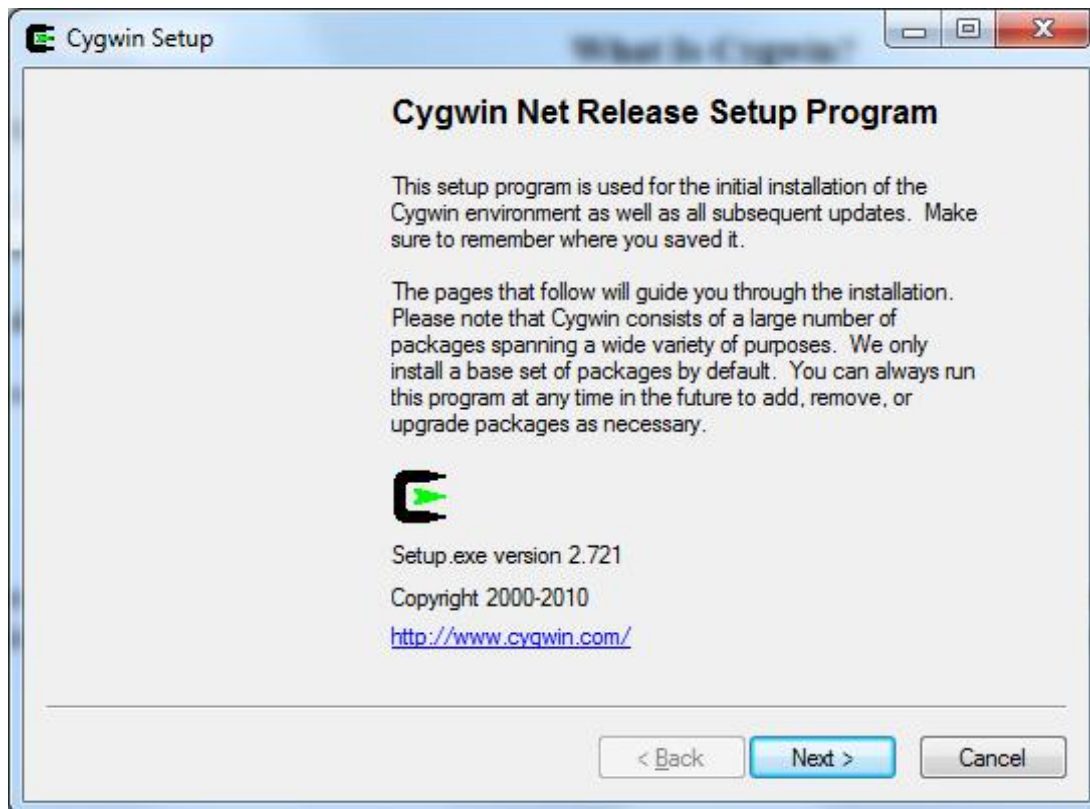 Cygwin Setup
What Is Cygwin?
Cygwin Net Release Setup Program
This setup program is used for the initial installation of the
Cygwin environment as well as all subsequent updates.  Make
sure to remember where you saved it.
The pages that follow will guide you through the installation.
Please note that Cygwin consists of a large number of
packages spanning a wide variety of purposes.  We only
install a base set of packages by default.  You can always run
this program at any time in the future to add, remove, or
upgrade packages as necessary.
Setup.exe version 2.721
Copyright 2000-2010
http://www.cygwin.com/
< Back
Next >
Cancel